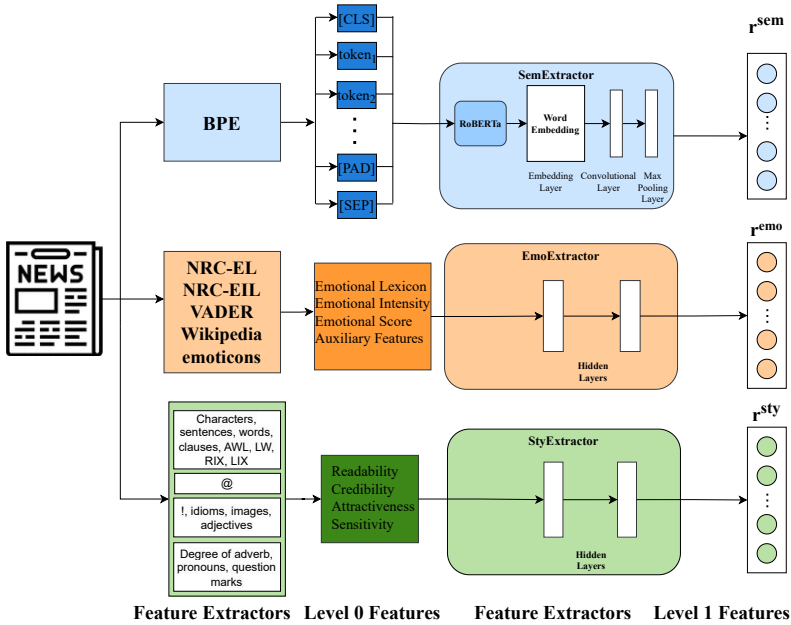 NEWS
BPE
[CLS]
token1
token2
[PAD]
[SEP]
SemExtractor
RoBERTa
Word
Embedding
Embedding
Layer
Convolutional
Layer
Max
Pooling
Layer
r^sem
NRC-EL
NRC-EIL
VADER
Wikipedia
emoticons
Emotional Lexicon
Emotional Intensity
Emotional Score
Auxiliary Features
EmoExtractor
Hidden
Layers
r^emo
Characters,
sentences, words,
clauses, AWL, LW,
RIX, LIX
@
!, idioms, images,
adjectives
Degree of adverb,
pronouns, question
marks
Readability
Credibility
Attractiveness
Sensitivity
StyExtractor
Hidden
Layers
r^sty
Feature Extractors
Level 0 Features
Feature Extractors
Level 1 Features